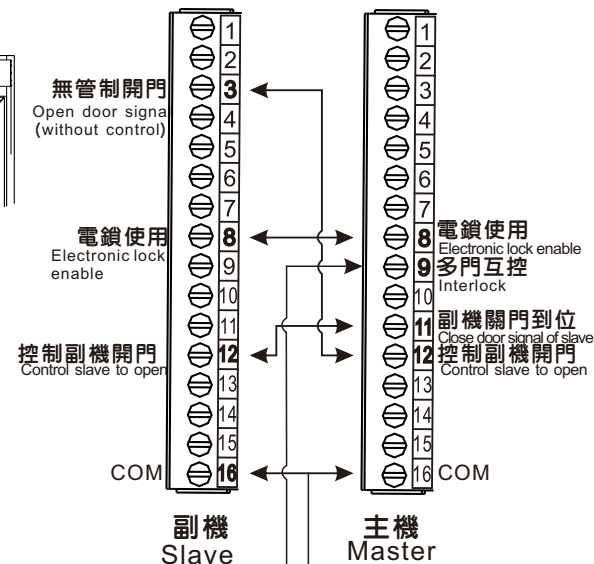 1
2
無管制開門
3
Open door signa
4
(without control)
5
6
7
電鎖使用
8
Electronic lock
enable
9
10
11
控制副機開門
12
Control slave to open
13
14
15
COM
16
副機
Slave
1
2
3
4
5
6
7
8
電鎖使用
Electronic lock enable
9
多門互控
Interlock
10
11
副機關門到位
Close door signal of slave
12
控制副機開門
Control slave to open
13
14
15
16
COM
主機
Master